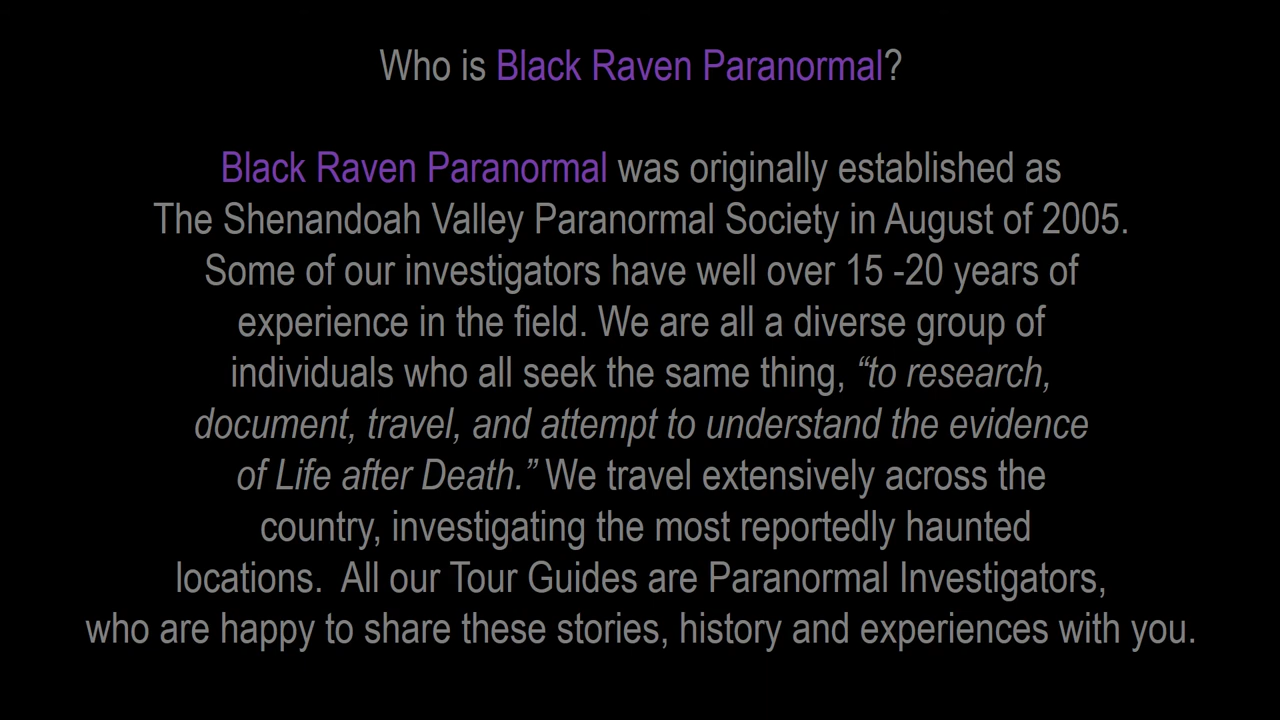 Who is Black Raven Paranormal?
Black Raven Paranormal was originally established as
The Shenandoah Valley Paranormal Society in August of 2005.
Some of our investigators have well over 15 -20 years of
experience in the field. We are all a diverse group of
individuals who all seek the same thing, “to research,
document, travel, and attempt to understand the evidence
of Life after Death.” We travel extensively across the
country, investigating the most reportedly haunted
locations.  All our Tour Guides are Paranormal Investigators,
who are happy to share these stories, history and experiences with you.